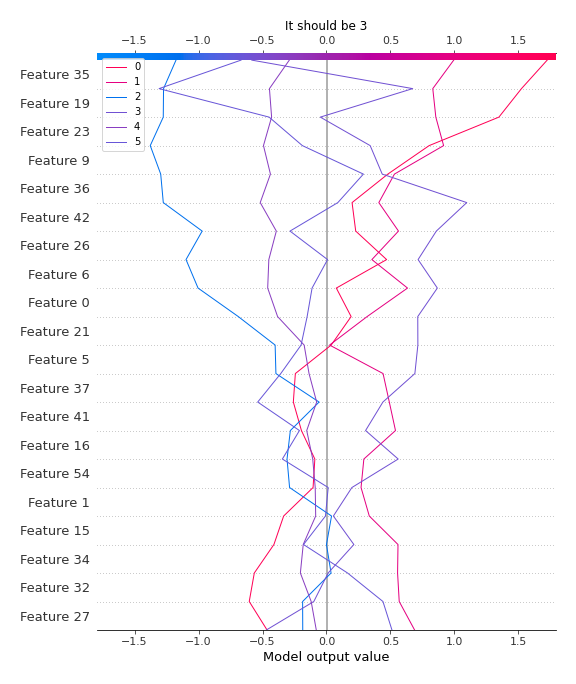 It should be 3
−1.5 −1.0 −0.5 0.0 0.5 1.0 1.5
0
1
2
3
4
5
Feature 35
Feature 19
Feature 23
Feature 9
Feature 36
Feature 42
Feature 26
Feature 6
Feature 0
Feature 21
Feature 5
Feature 37
Feature 41
Feature 16
Feature 54
Feature 1
Feature 15
Feature 34
Feature 32
Feature 27
−1.5 −1.0 −0.5 0.0 0.5 1.0 1.5
Model output value